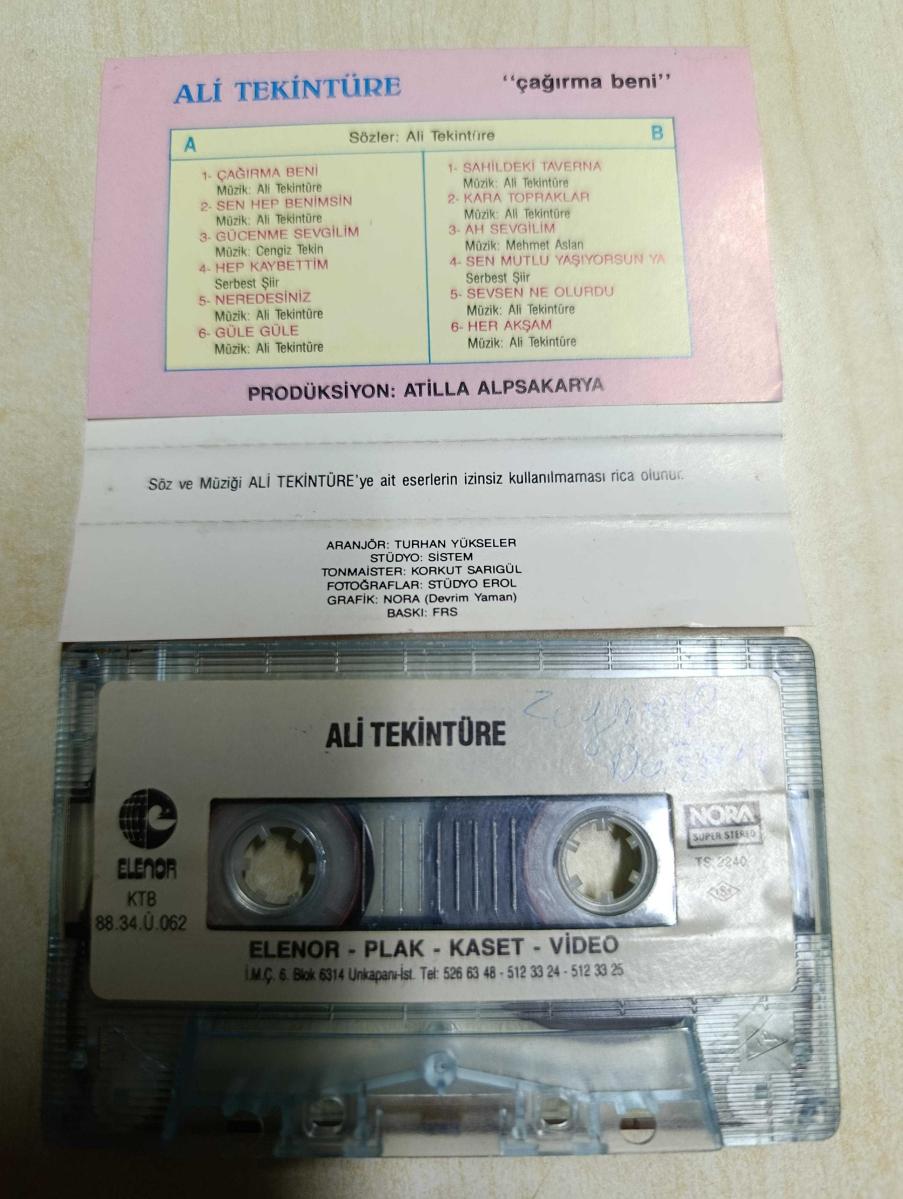 ALİ TEKİNTÜRE
"çağırma beni"
A
Sözler: Ali Tekintüre
B
1- ÇAĞIRMA BENİ
Müzik: Ali Tekintüre
2- SEN HEP BENİMSİN
Müzik: Ali Tekintüre
3- GÜCENME SEVGİLİM
Müzik: Cengiz Tekin
4- HEP KAYBETTİM
Serbest Şiir
5- NEREDESİNİZ
Müzik: Ali Tekintüre
6- GÜLE GÜLE
Müzik: Ali Tekintüre
1- SAHİLDEKİ TAVERNA
Müzik: Ali Tekintüre
2- KARA TOPRAKLAR
Müzik: Ali Tekintüre
3- AH SEVGİLİM
Müzik: Mehmet Aslan
4- SEN MUTLU YAŞIYORSUN YA
Serbest Şiir
5- SEVSEN NE OLURDU
Müzik: Ali Tekintüre
6- HER AKŞAM
Müzik: Ali Tekintüre
PRODÜKSİYON: ATİLLA ALPSAKARYA
Söz ve Müziği ALİ TEKİNTÜRE'ye ait eserlerin izinsiz kullanılmaması rica olunur.
ARANJÖR: TURHAN YÜKSELER
STÜDYO: SİSTEM
TONMAISTER: KORKUT SARIGÜL
FOTOĞRAFLAR: STÜDYO EROL
GRAFİK: NORA (Devrim Yaman)
BASKI: FRS
ALİ TEKİNTÜRE
Zeynep
ELENOR
KTB
88.34.Ü.062
NORA
SUPER STEREO
TS 2240
TSE
ELENOR - PLAK - KASET - VİDEO
İ.M.Ç. 6. Blok 6314 Unkapanı-İst. Tel: 526 63 48 - 512 33 24 - 512 33 25